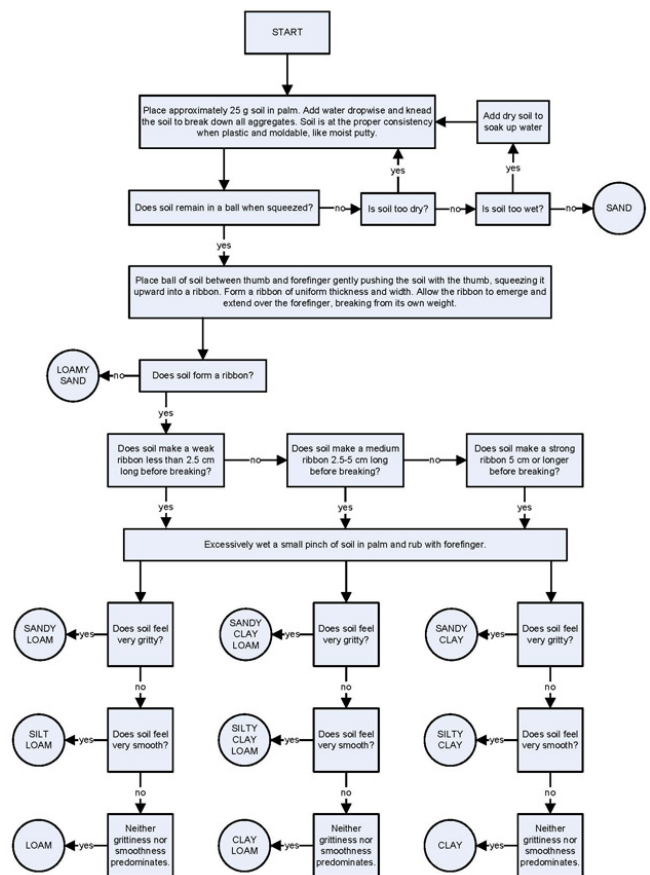 START
Place approximately 25 g soil in palm. Add water dropwise and knead
the soil to break down all aggregates. Soil is at the proper consistency
when plastic and moldable, like moist putty.
Add dry soil to
soak up water
yes
yes
Does soil remain in a ball when squeezed?
no
Is soil too dry?
no
Is soil too wet?
no
SAND
yes
Place ball of soil between thumb and forefinger gently pushing the soil with the thumb, squeezing it
upward into a ribbon. Form a ribbon of uniform thickness and width. Allow the ribbon to emerge and
extend over the forefinger, breaking from its own weight.
LOAMY
SAND
no
Does soil form a ribbon?
yes
Does soil make a weak
ribbon less than 2.5 cm
long before breaking?
no
Does soil make a medium
ribbon 2.5-5 cm long
before breaking?
no
Does soil make a strong
ribbon 5 cm or longer
before breaking?
yes
yes
yes
Excessively wet a small pinch of soil in palm and rub with forefinger.
SANDY
LOAM
yes
Does soil feel
very gritty?
SANDY
CLAY
LOAM
yes
Does soil feel
very gritty?
SANDY
CLAY
yes
Does soil feel
very gritty?
no
no
no
SILT
LOAM
yes
Does soil feel
very smooth?
SILTY
CLAY
LOAM
yes
Does soil feel
very smooth?
SILTY
CLAY
yes
Does soil feel
very smooth?
no
no
no
LOAM
yes
Neither
grittiness nor
smoothness
predominates.
CLAY
LOAM
yes
Neither
grittiness nor
smoothness
predominates.
CLAY
yes
Neither
grittiness nor
smoothness
predominates.